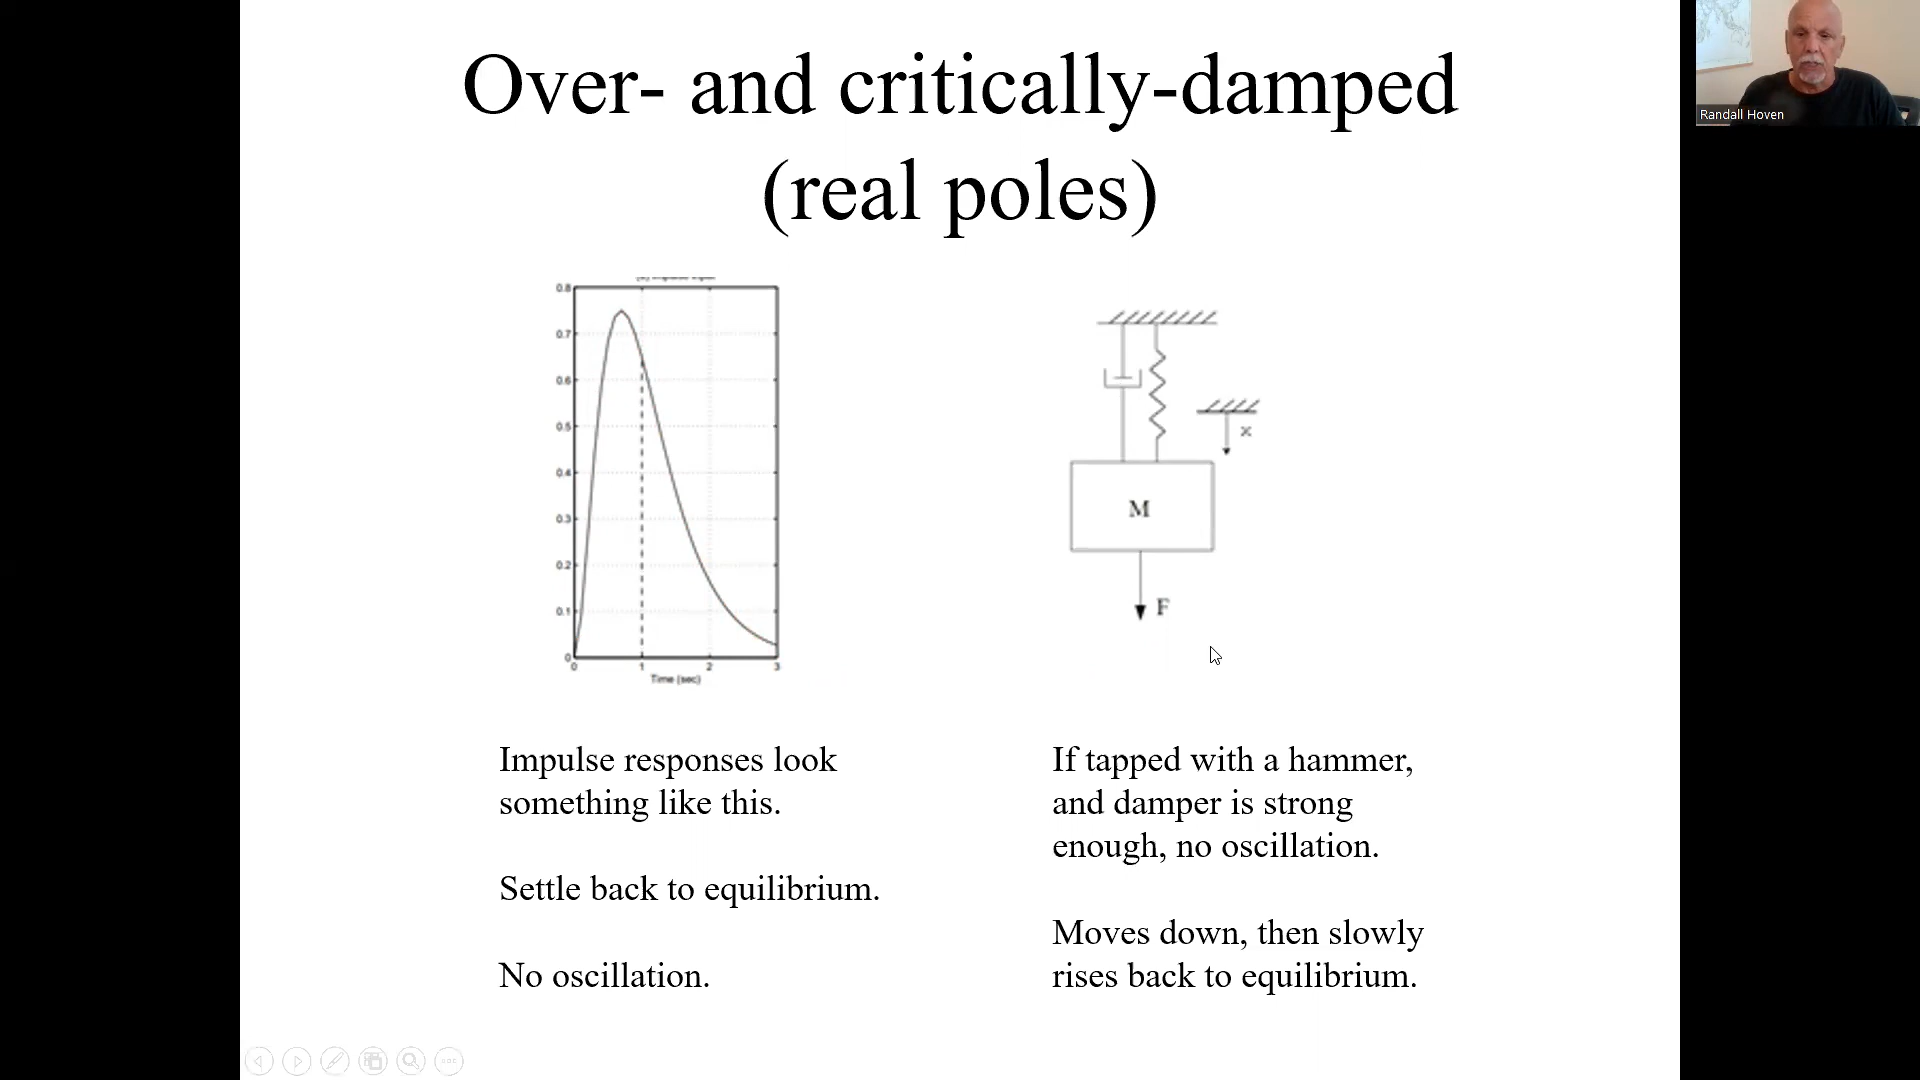 Over- and critically-damped
(real poles)
Randall Hoven
0.8
0.7
0.6
0.5
0.4
0.3
0.2
0.1
0
0 1 2 3
Time (sec)
x
M
F
Impulse responses look
something like this.
Settle back to equilibrium.
No oscillation.
If tapped with a hammer,
and damper is strong
enough, no oscillation.
Moves down, then slowly
rises back to equilibrium.